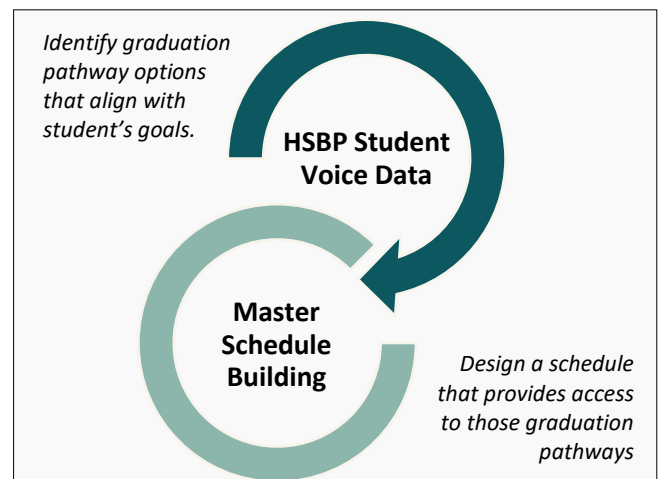 Identify graduation
pathway options
that align with
student’s goals.
HSBP Student
Voice Data
Master
Schedule
Building
Design a schedule
that provides access
to those graduation
pathways